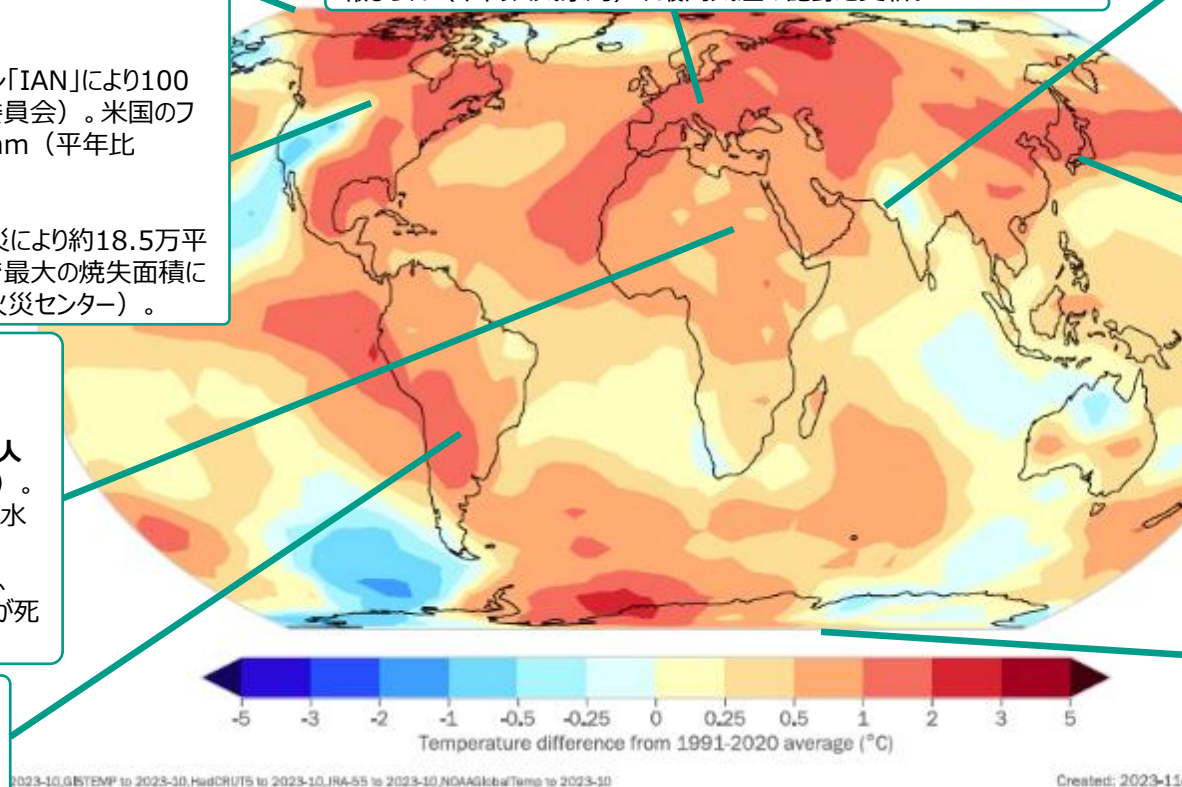 ン「IAN」により100
委員会）。米国のフ
mm（平年比
災により約18.5万平
で最大の焼失面積に
火災センター）。
人
）。
水
、
が死
-5 -3 -2 -1 -0.5 -0.25 0 0.25 0.5 1 2 3 5
Temperature difference from 1991-2020 average (°C)
2023-10,GISTEMP to 2023-10,HadCRUT5 to 2023-10,JRA-55 to 2023-10,NOAAGlobalTemp to 2023-10
Created: 2023-11